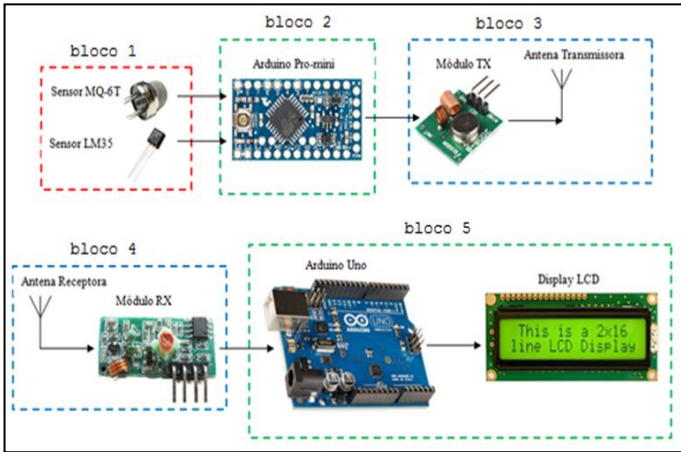 bloco 1
bloco 2
bloco 3
Sensor MQ-6T
Sensor LM35
Arduino Pro-mini
Módulo TX
Antena Transmissora
bloco 4
bloco 5
Antena Receptora
Módulo RX
Arduino Uno
UNO
Display LCD
This is a 2x16
line LCD Display